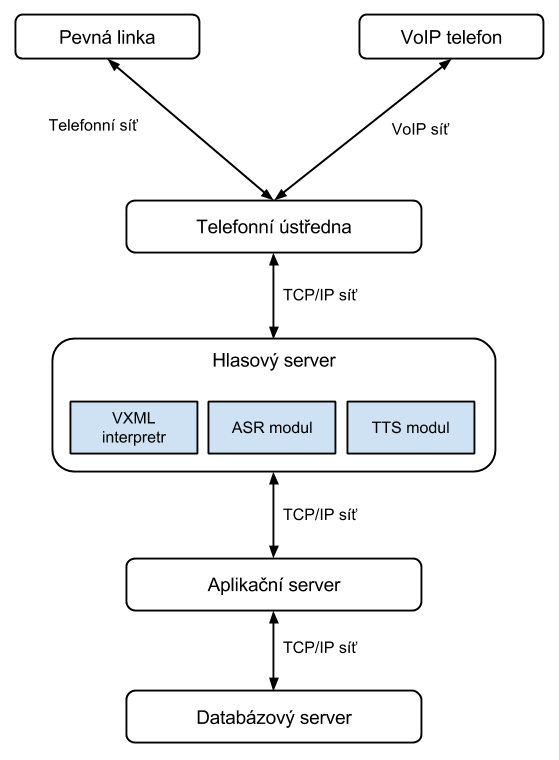 Pevná linka
VoIP telefon
Telefonní síť
VoIP síť
Telefonní ústředna
TCP/IP síť
Hlasový server
VXML
interpretr
ASR modul
TTS modul
TCP/IP síť
Aplikační server
TCP/IP síť
Databázový server